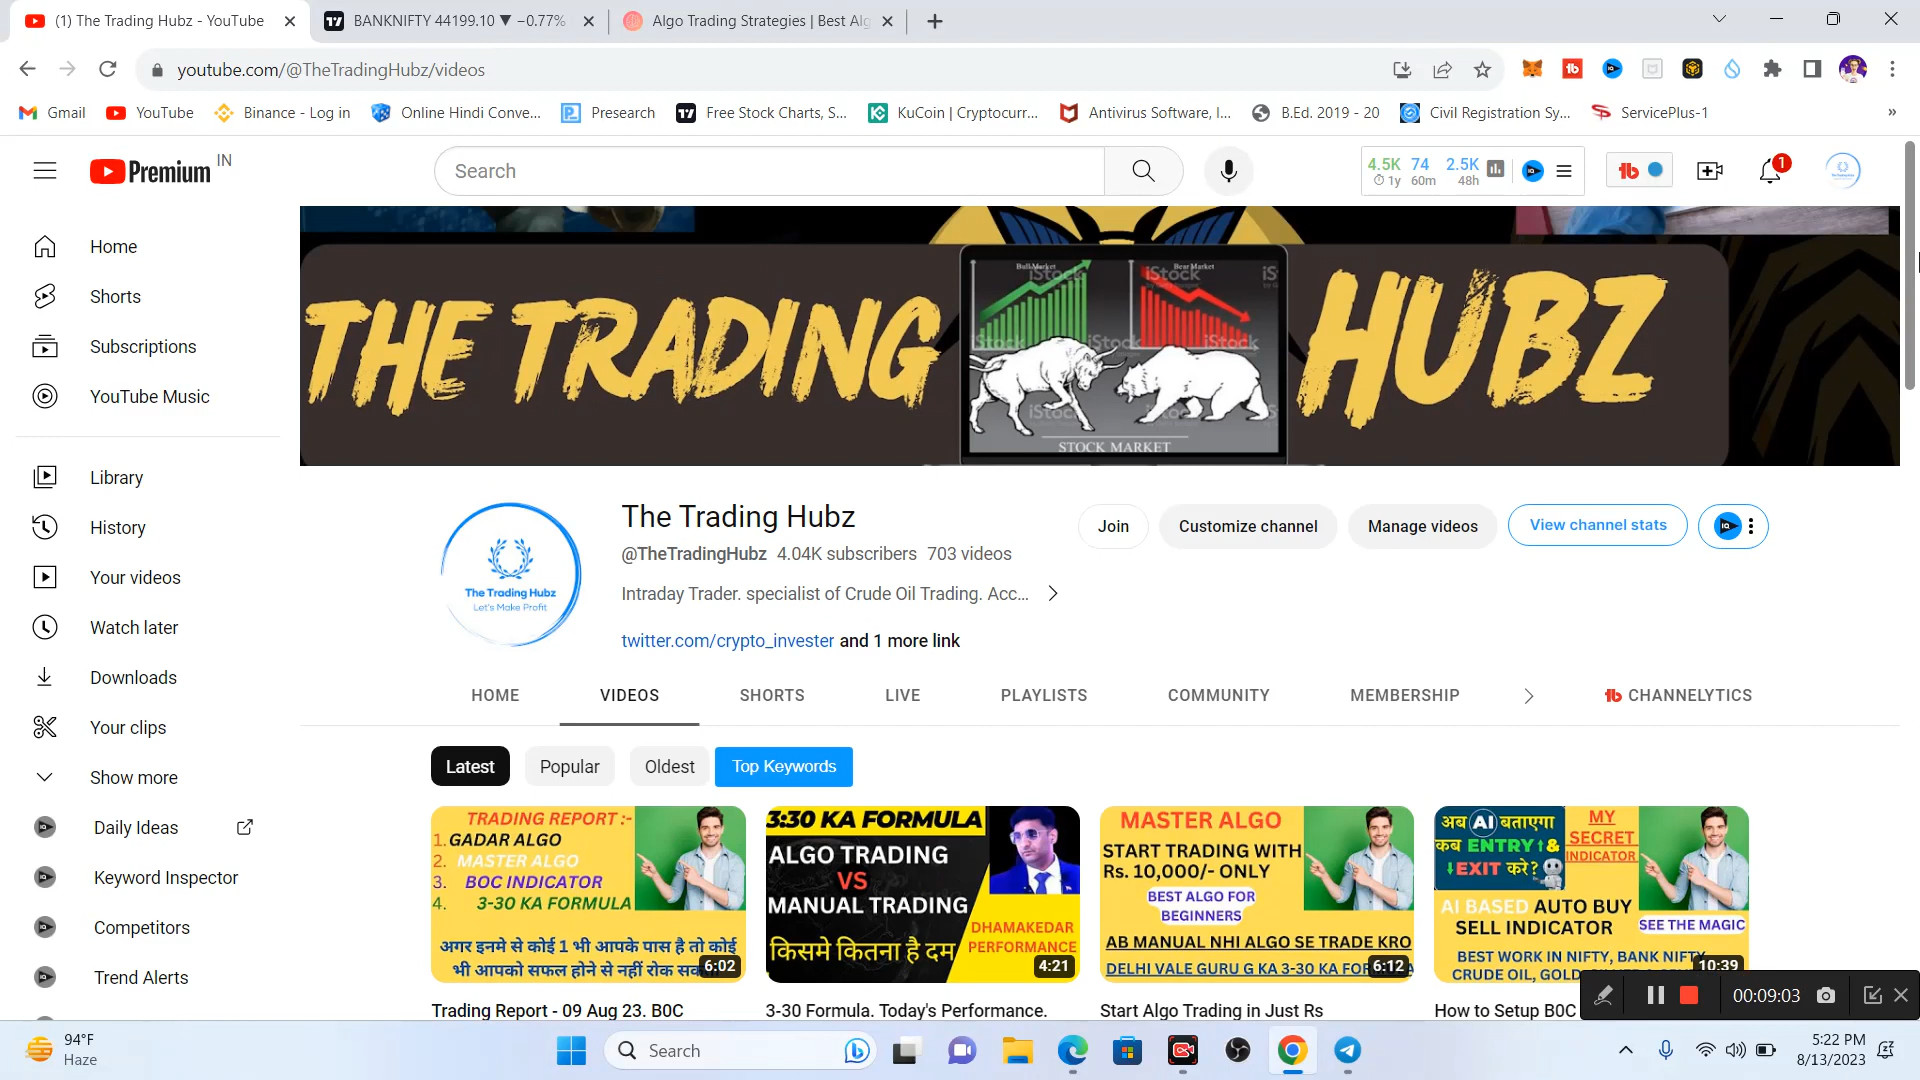 (1) The Trading Hubz - YouTube
BANKNIFTY 44199.10 ▼ −0.77%
Algo Trading Strategies | Best Alg
youtube.com/@TheTradingHubz/videos
Gmail
YouTube
Binance - Log in
Online Hindi Conve...
Presearch
Free Stock Charts, S...
KuCoin | Cryptocurr...
Antivirus Software, I...
B.Ed. 2019 - 20
Civil Registration Sy...
ServicePlus-1
»
Premium IN
Search
4.5K 74 2.5K
1y 60m 48h
1
Home
Shorts
Subscriptions
YouTube Music
Library
History
Your videos
Watch later
Downloads
Your clips
Show more
Daily Ideas
Keyword Inspector
Competitors
Trend Alerts
THE TRADING HUBZ
Bull Market
Bear Market
iStock
STOCK MARKET
The Trading Hubz
Let's Make Profit
The Trading Hubz
@TheTradingHubz 4.04K subscribers 703 videos
Intraday Trader. specialist of Crude Oil Trading. Acc...
twitter.com/crypto_invester and 1 more link
Join
Customize channel
Manage videos
View channel stats
HOME
VIDEOS
SHORTS
LIVE
PLAYLISTS
COMMUNITY
MEMBERSHIP
CHANNELYTICS
Latest
Popular
Oldest
Top Keywords
TRADING REPORT :-
1. GADAR ALGO
2. MASTER ALGO
3. BOC INDICATOR
4. 3-30 KA FORMULA
अगर इनमे से कोई 1 भी आपके पास है तो कोई
भी आपको सफल होने से नहीं रोक
6:02
Trading Report - 09 Aug 23. B0C
3:30 KA FORMULA
ALGO TRADING
VS
MANUAL TRADING
किसमे कितना है दम
DHAMAKEDAR
PERFORMANCE
4:21
3-30 Formula. Today's Performance.
MASTER ALGO
START TRADING WITH
Rs. 10,000/- ONLY
BEST ALGO FOR
BEGINNERS
AB MANUAL NHI ALGO SE TRADE KRO
DELHI VALE GURU G KA 3-30 KA
6:12
Start Algo Trading in Just Rs
अब AI बताएगा
कब ENTRY↑&
↓EXIT करे?
MY
SECRET
INDICATOR
AI BASED AUTO BUY
SELL INDICATOR
SEE THE MAGIC
BEST WORK IN NIFTY, BANK NIFTY
CRUDE OIL, GOLD,
10:39
How to Setup B0C
00:09:03
94°F
Haze
Search
5:22 PM
8/13/2023